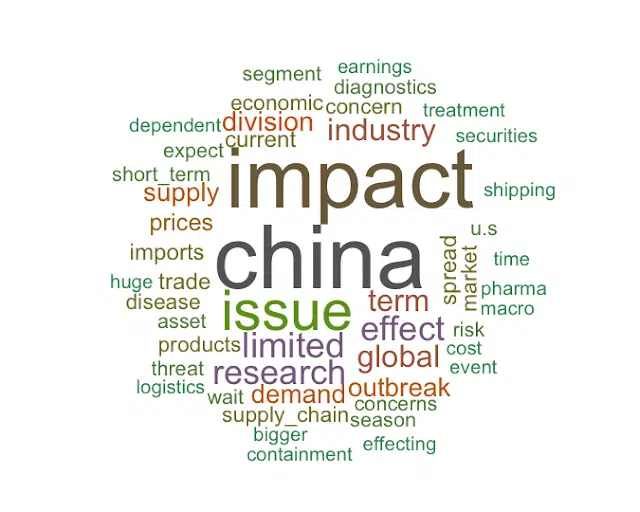 segment earnings
diagnostics
economic concern treatment
dependent division industry securities
expect current
short_term impact shipping
supply
prices u.s
imports china spread market time
huge trade pharma
disease issue term macro
asset effect risk
products limited global cost
threat research event
logistics demand outbreak
wait concerns
supply_chain season
bigger effecting
containment